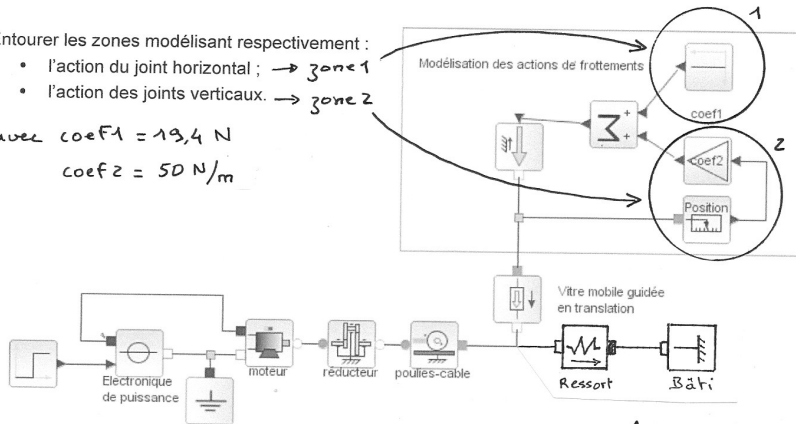 Entourer les zones modélisant respectivement :
• l'action du joint horizontal ; → zone 1
• l'action des joints verticaux. → zone 2
avec coef1 = 19,4 N
coef2 = 50 N/m
1
Modélisation des actions de frottements
coef1
Σ
+
+
2
coef2
Position
Vitre mobile guidée
en translation
Electronique
de puissance
moteur
réducteur
poulies-cable
Ressort
Bâti